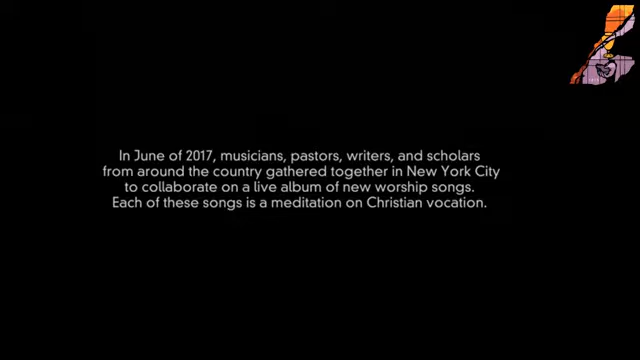 In June of 2017, musicians, pastors, writers, and scholars
from around the country gathered together in New York City
to collaborate on a live album of new worship songs.
Each of these songs is a meditation on Christian vocation.